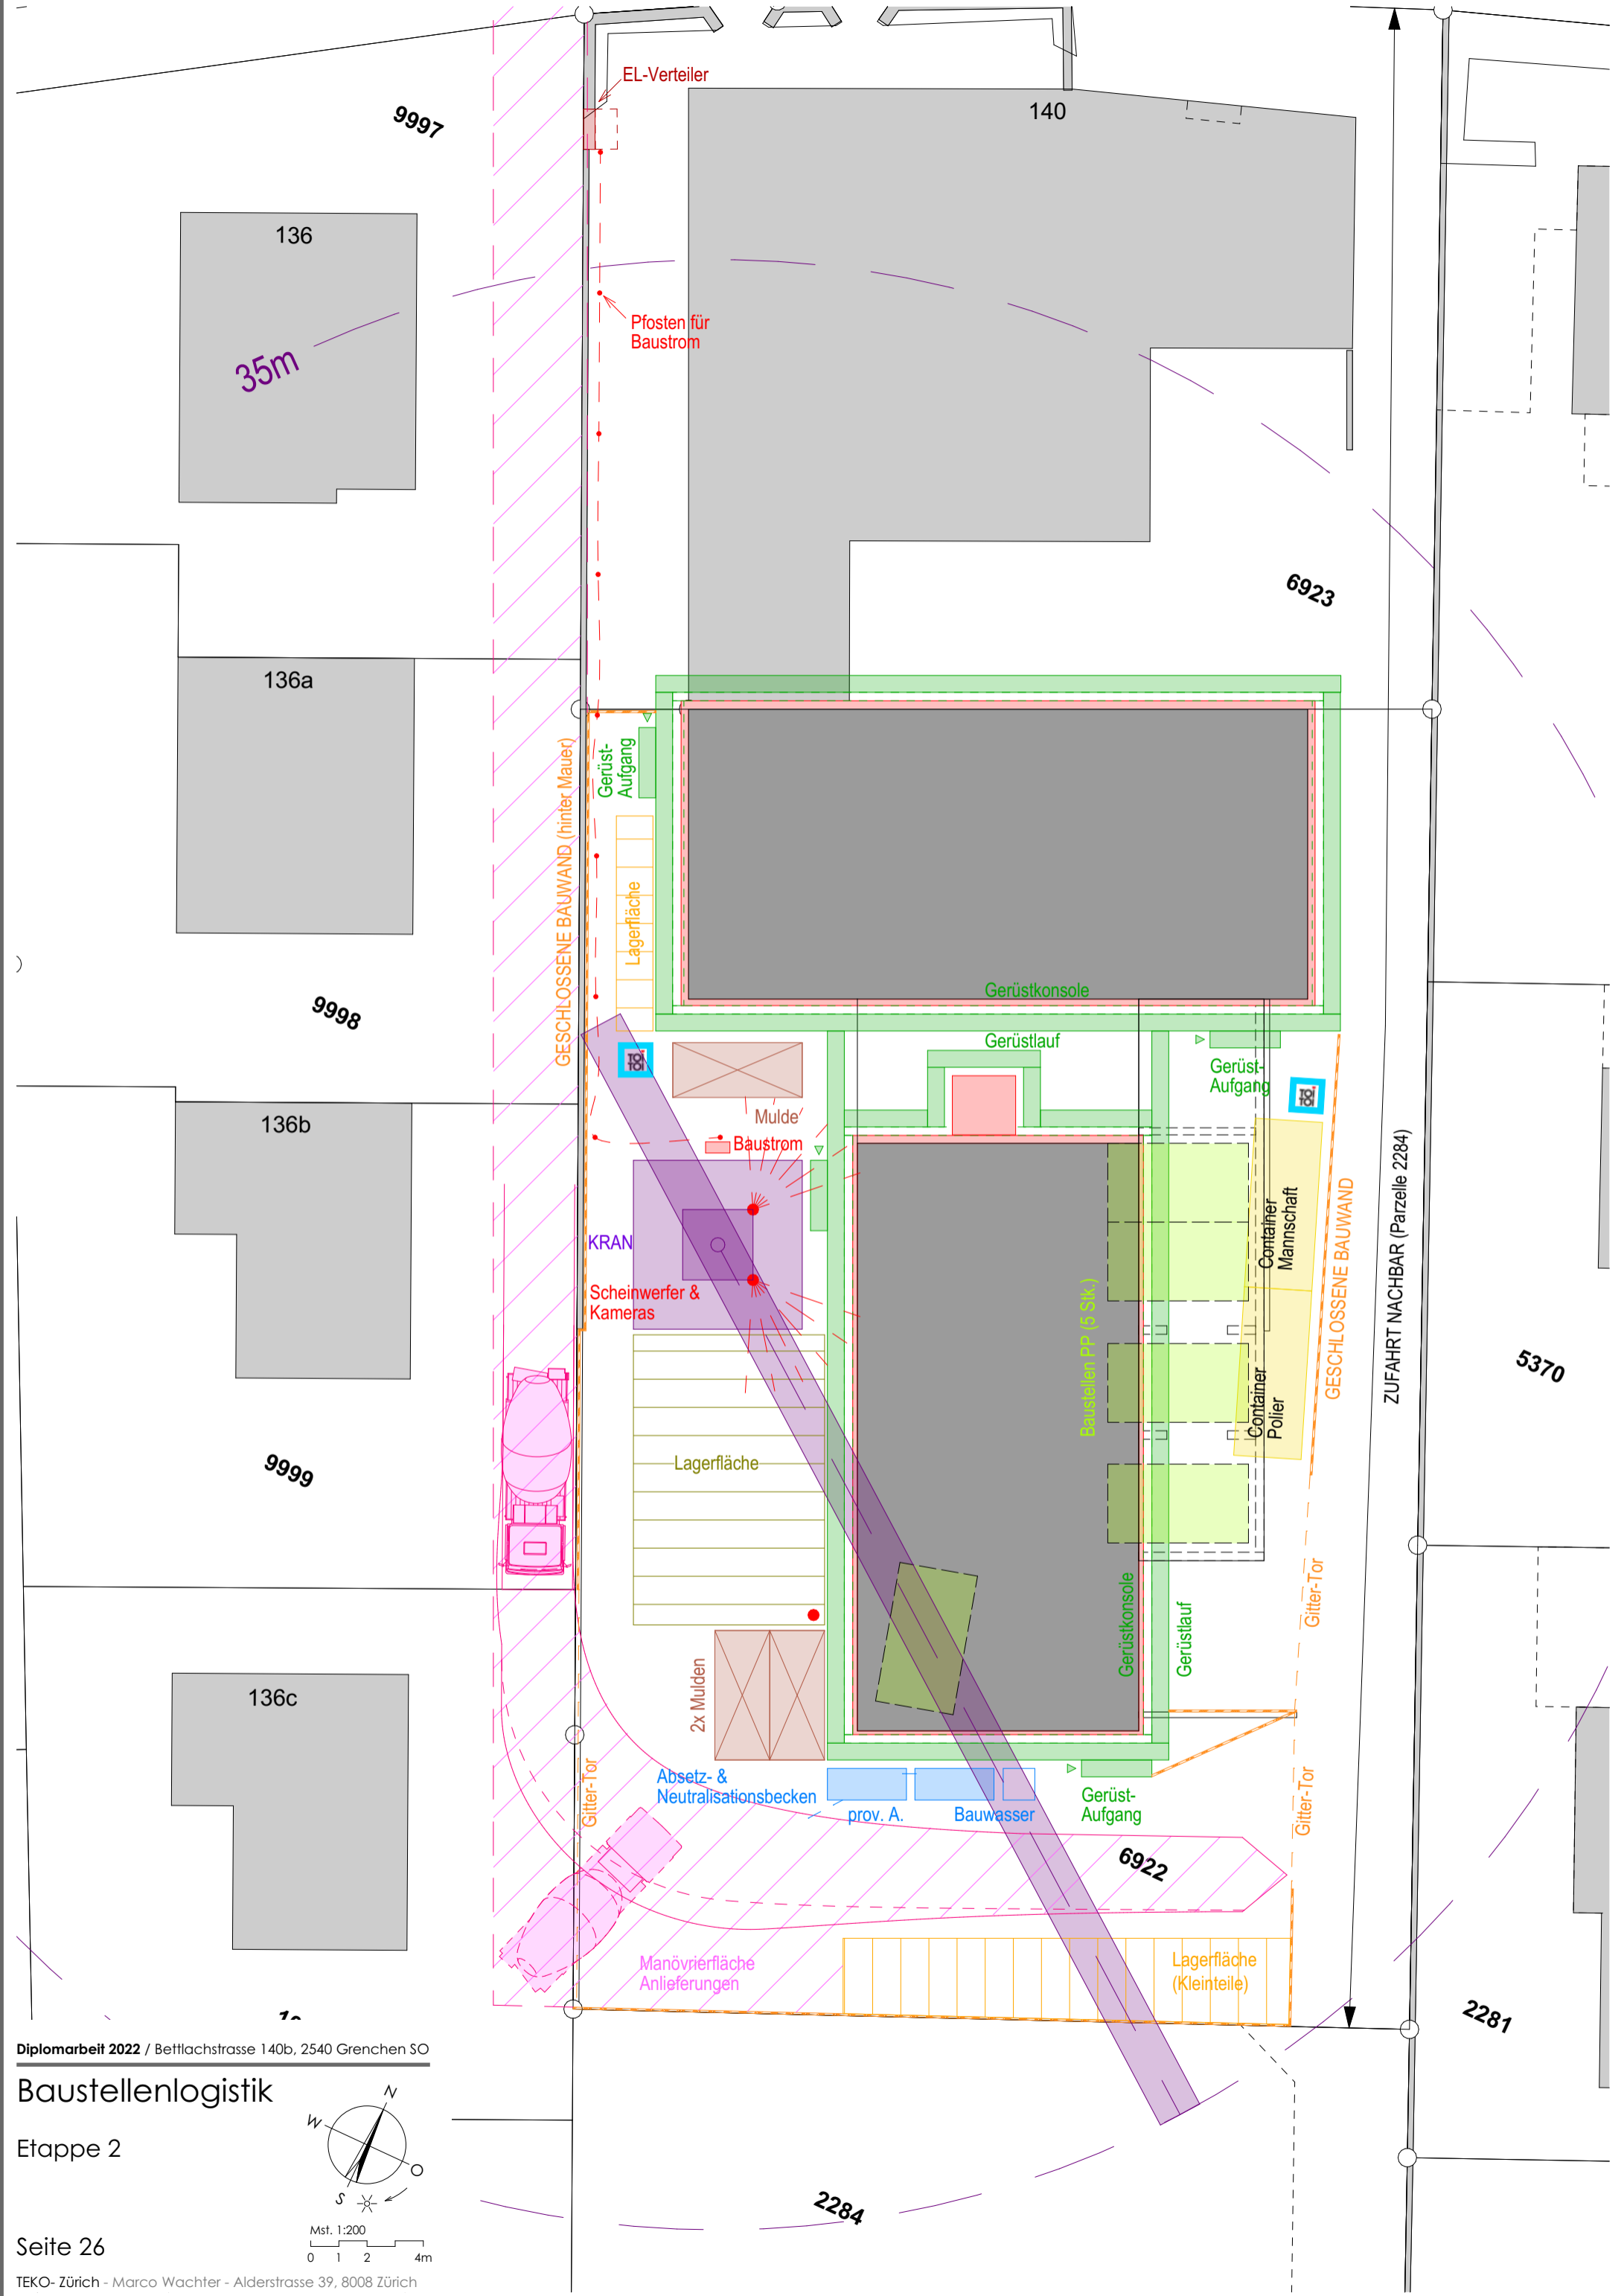 EL-Verteiler
140
9997
136
Pfosten für
Baustrom
35m
6923
136a
GESCHLOSSENE BAUWAND (hinter Mauer)
Gerüst-
Aufgang
Lagerfläche
Gerüstkonsole
Gerüstlauf
9998
TOI
TOI
Gerüst-
Aufgang
TOI
TOI
136b
Mulde
Baustrom
KRAN
Scheinwerfer &
Kameras
Container
Mannschaft
GESCHLOSSENE BAUWAND
ZUFAHRT NACHBAR (Parzelle 2284)
Baustellen PP (5 Stk.)
Container
Polier
5370
9999
Lagerfläche
Gitter-Tor
Gerüstkonsole
Gerüstlauf
136c
2x Mulden
Gitter-Tor
Absetz- &
Neutralisationsbecken
prov. A.
Bauwasser
Gerüst-
Aufgang
Gitter-Tor
6922
Manövrierfläche
Anlieferungen
Lagerfläche
(Kleinteile)
2281
2284
Diplomarbeit 2022 / Bettlachstrasse 140b, 2540 Grenchen SO
Baustellenlogistik
N
W
O
S
Etappe 2
Mst. 1:200
0 1 2 4m
Seite 26
TEKO- Zürich - Marco Wachter - Alderstrasse 39, 8008 Zürich